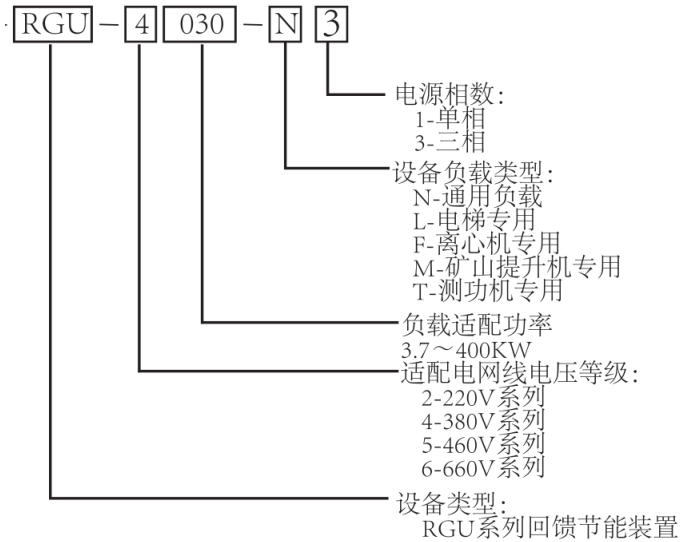 RGU-4030-N3
电源相数:
1-单相
3-三相
设备负载类型:
N-通用负载
L-电梯专用
F-离心机专用
M-矿山提升机专用
T-测功机专用
负载适配功率
3.7～400KW
适配电网线电压等级:
2-220V系列
4-380V系列
5-460V系列
6-660V系列
设备类型:
RGU系列回馈节能装置